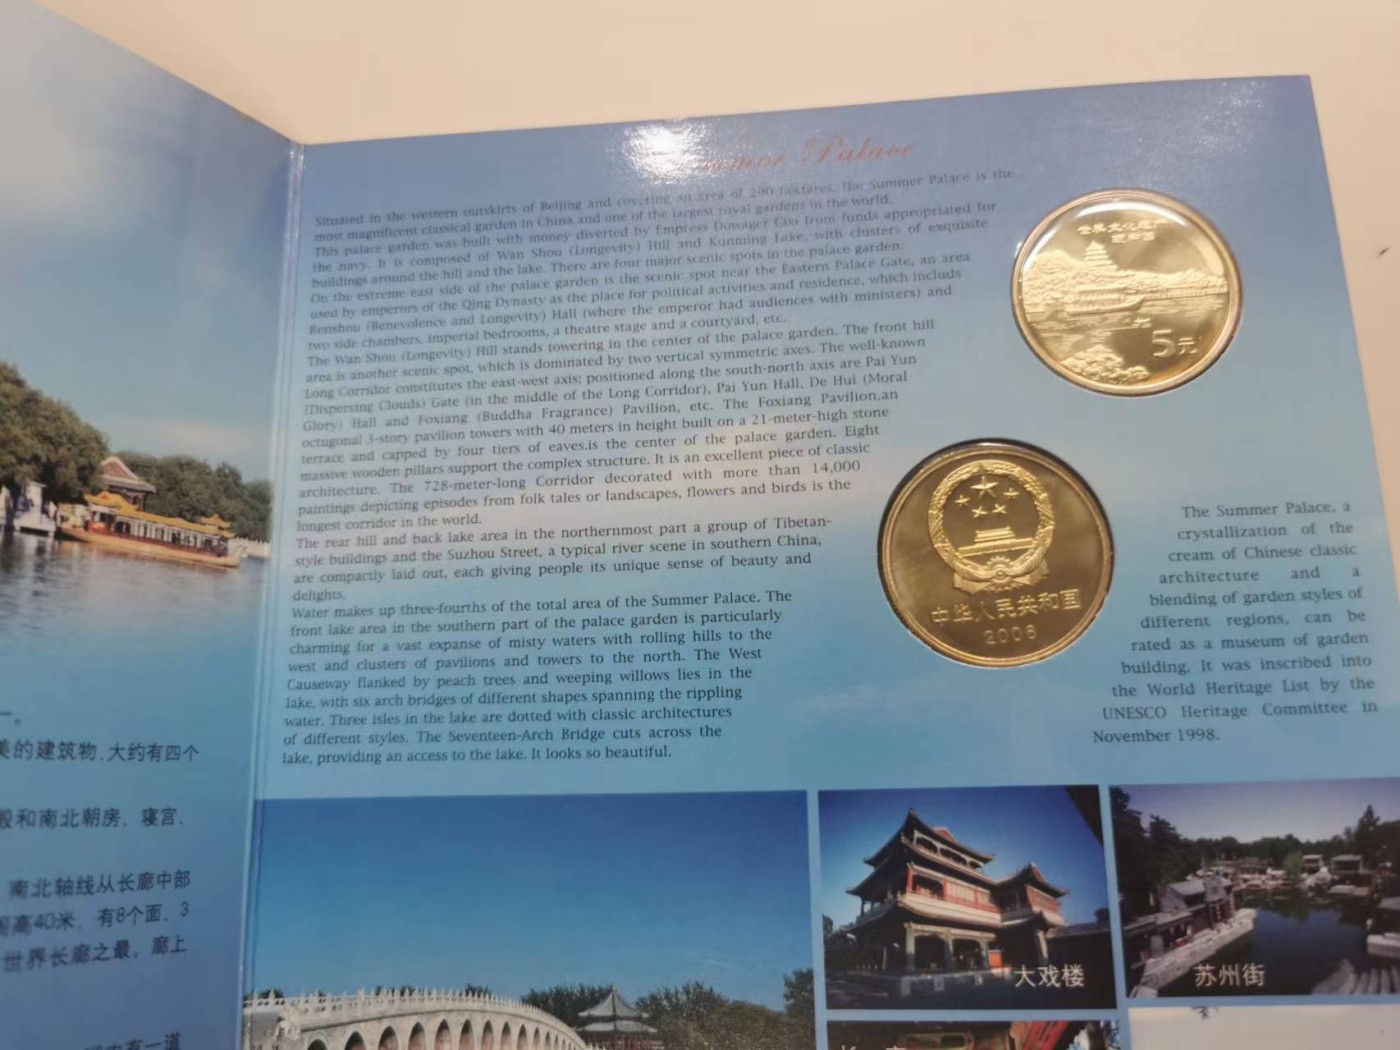 Summer Palace
Situated in the western outskirts of Beijing and covering an area of 290 hectares, the Summer Palace is the
most magnificent classical garden in China and one of the largest royal gardens in the world.
This palace garden was built with money diverted by Empress Dowager Cixi from funds appropriated for
the navy. It is composed of Wan Shou (Longevity) Hill and Kunming Lake, with clusters of exquisite
buildings around the hill and the lake. There are four major scenic spots in the palace garden.
On the extreme east side of the palace garden is the scenic spot near the Eastern Palace Gate, an area
used by emperors of the Qing Dynasty as the place for political activities and residence, which includes
Renshou (Benevolence and Longevity) Hall (where the emperor had audiences with ministers) and
two side chambers, imperial bedrooms, a theatre stage and a courtyard, etc.
The Wan Shou (Longevity) Hill stands towering in the center of the palace garden. The front hill
area is another scenic spot, which is dominated by two vertical symmetric axes. The well-known
Long Corridor constitutes the east-west axis; positioned along the south-north axis are Pai Yun
(Dispersing Clouds) Gate (in the middle of the Long Corridor), Pai Yun Hall, De Hui (Moral
Glory) Hall and Foxiang (Buddha Fragrance) Pavilion, etc. The Foxiang Pavilion,an
octugonal 3-story pavilion towers with 40 meters in height built on a 21-meter-high stone
terrace and capped by four tiers of eaves.is the center of the palace garden. Eight
massive wooden pillars support the complex structure. It is an excellent piece of classic
architecture. The 728-meter-long Corridor decorated with more than 14,000
paintings depicting episodes from folk tales or landscapes, flowers and birds is the
longest corridor in the world.
The rear hill and back lake area in the northernmost part a group of Tibetan-
style buildings and the Suzhou Street, a typical river scene in southern China,
are compactly laid out, each giving people its unique sense of beauty and
delights.
Water makes up three-fourths of the total area of the Summer Palace. The
front lake area in the southern part of the palace garden is particularly
charming for a vast expanse of misty waters with rolling hills to the
west and clusters of pavilions and towers to the north. The West
Causeway flanked by peach trees and weeping willows lies in the
lake, with six arch bridges of different shapes spanning the rippling
water. Three isles in the lake are dotted with classic architectures
of different styles. The Seventeen-Arch Bridge cuts across the
lake, providing an access to the lake. It looks so beautiful.
世界文化遗产
颐和园
5元
中华人民共和国
2006
The Summer Palace, a
crystallization of the
cream of Chinese classic
architecture and a
blending of garden styles of
different regions, can be
rated as a museum of garden
building. It was inscribed into
the World Heritage List by the
UNESCO Heritage Committee in
November 1998.
一。
美的建筑物,大约有四个
殿和南北朝房、寝宫、
南北轴线从长廊中部
阁高40米，有8个面、3
世界长廊之最。廊上
有一道
大戏楼
苏州街